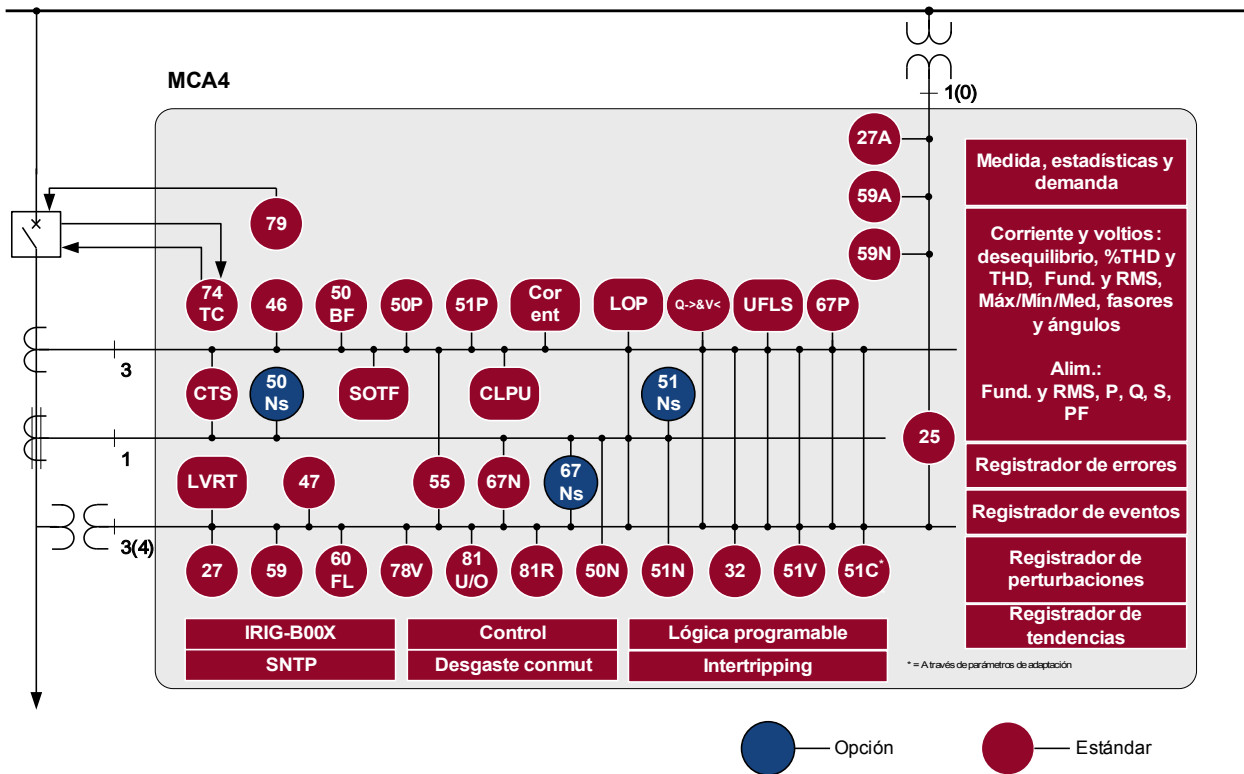 MCA4
1(0)
27A
59A
59N
79
74
TC
46
50
BF
50P
51P
Cor
ent
LOP
Q->&V<
UFLS
67P
3
CTS
50
Ns
SOTF
CLPU
51
Ns
25
1
LVRT
47
55
67N
67
Ns
3(4)
27
59
60
FL
78V
81
U/O
81R
50N
51N
32
51V
51C*
IRIG-B00X
Control
Lógica programable
SNTP
Desgaste conmut
Intertripping
Medida, estadísticas y
demanda
Corriente y voltios:
desequilibrio, %THD y
THD, Fund. y RMS,
Máx/Mín/Med, fasores
y ángulos
Alim.:
Fund. y RMS, P, Q, S,
PF
Registrador de errores
Registrador de eventos
Registrador de
perturbaciones
Registrador de
tendencias
* = A través de parámetros de adaptación
Opción
Estándar